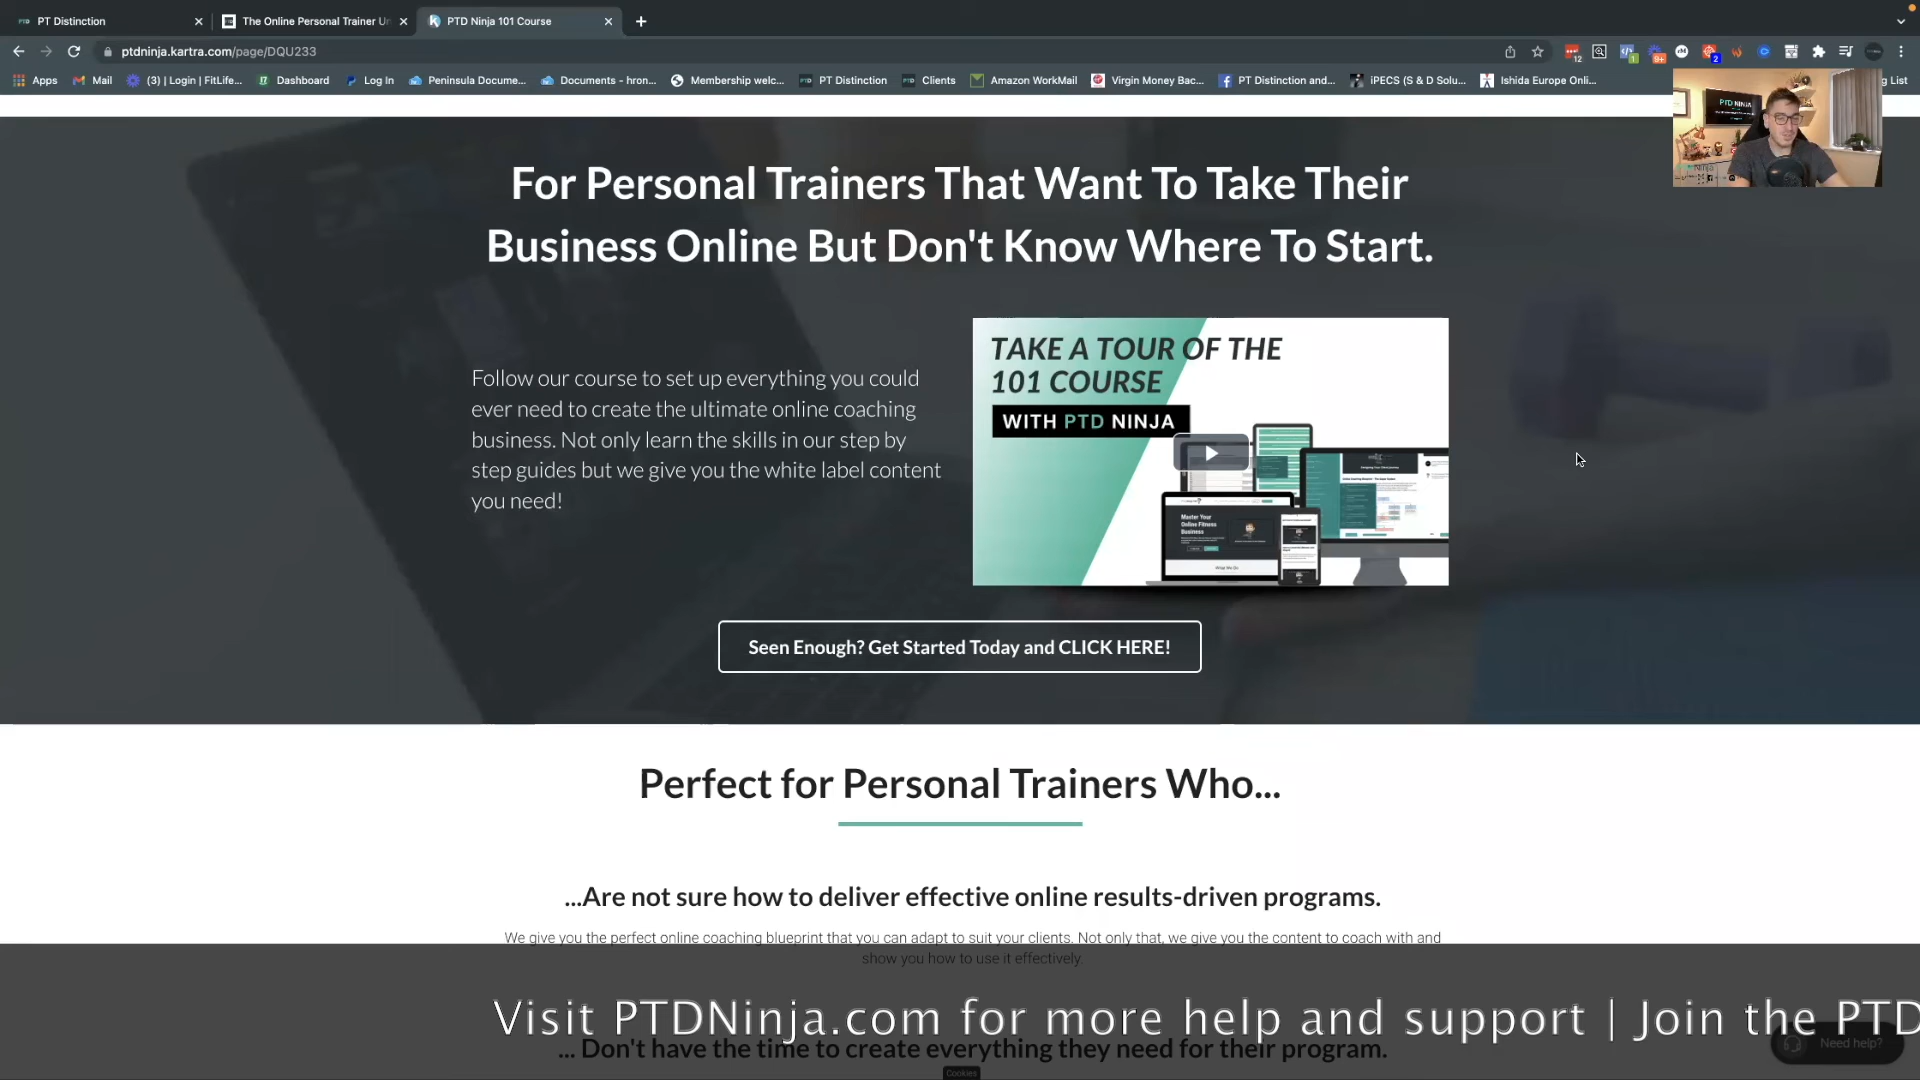 PT Distinction
The Online Personal Trainer Un
PTD Ninja 101 Course
ptdninja.kartra.com/page/DQU233
Apps
Mail
(3) | Login | FitLife...
Dashboard
Log In
Peninsula Docume...
Documents - hron...
Membership welc...
PT Distinction
Clients
Amazon WorkMail
Virgin Money Bac...
PT Distinction and...
iPECS (S & D Solu...
Ishida Europe Onli...
g List
PTD NINJA
For Personal Trainers That Want To Take Their
Business Online But Don't Know Where To Start.
Follow our course to set up everything you could
ever need to create the ultimate online coaching
business. Not only learn the skills in our step by
step guides but we give you the white label content
you need!
TAKE A TOUR OF THE
101 COURSE
WITH PTD NINJA
Master Your
Online Fitness
Business
Seen Enough? Get Started Today and CLICK HERE!
Perfect for Personal Trainers Who...
...Are not sure how to deliver effective online results-driven programs.
We give you the perfect online coaching blueprint that you can adapt to suit your clients. Not only that, we give you the content to coach with and
show you how to use it effectively.
Visit PTDNinja.com for more help and support | Join the PTD
... Don't have the time to create everything they need for their program.
Need help?
Cookies